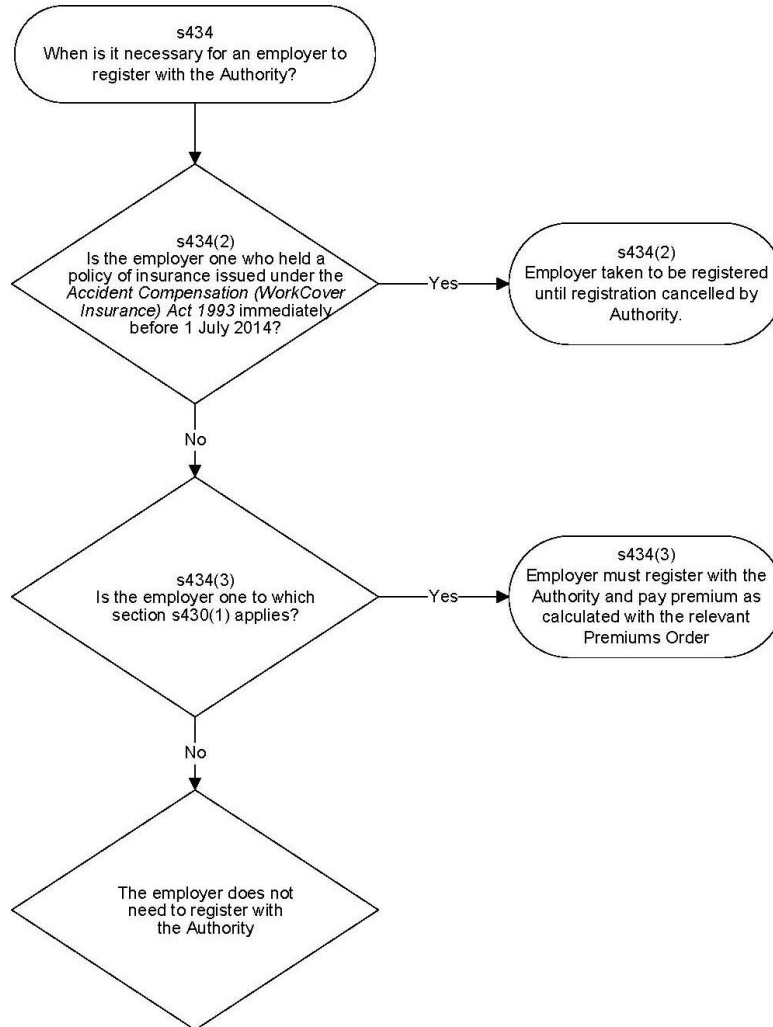 s434
When is it necessary for an employer to
register with the Authority?
s434(2)
Is the employer one who held a
policy of insurance issued under the
Accident Compensation (WorkCover
Insurance) Act 1993 immediately
before 1 July 2014?
Yes
s434(2)
Employer taken to be registered
until registration cancelled by
Authority.
No
s434(3)
Is the employer one to which
section s430(1) applies?
Yes
s434(3)
Employer must register with the
Authority and pay premium as
calculated with the relevant
Premiums Order
No
The employer does not
need to register with
the Authority